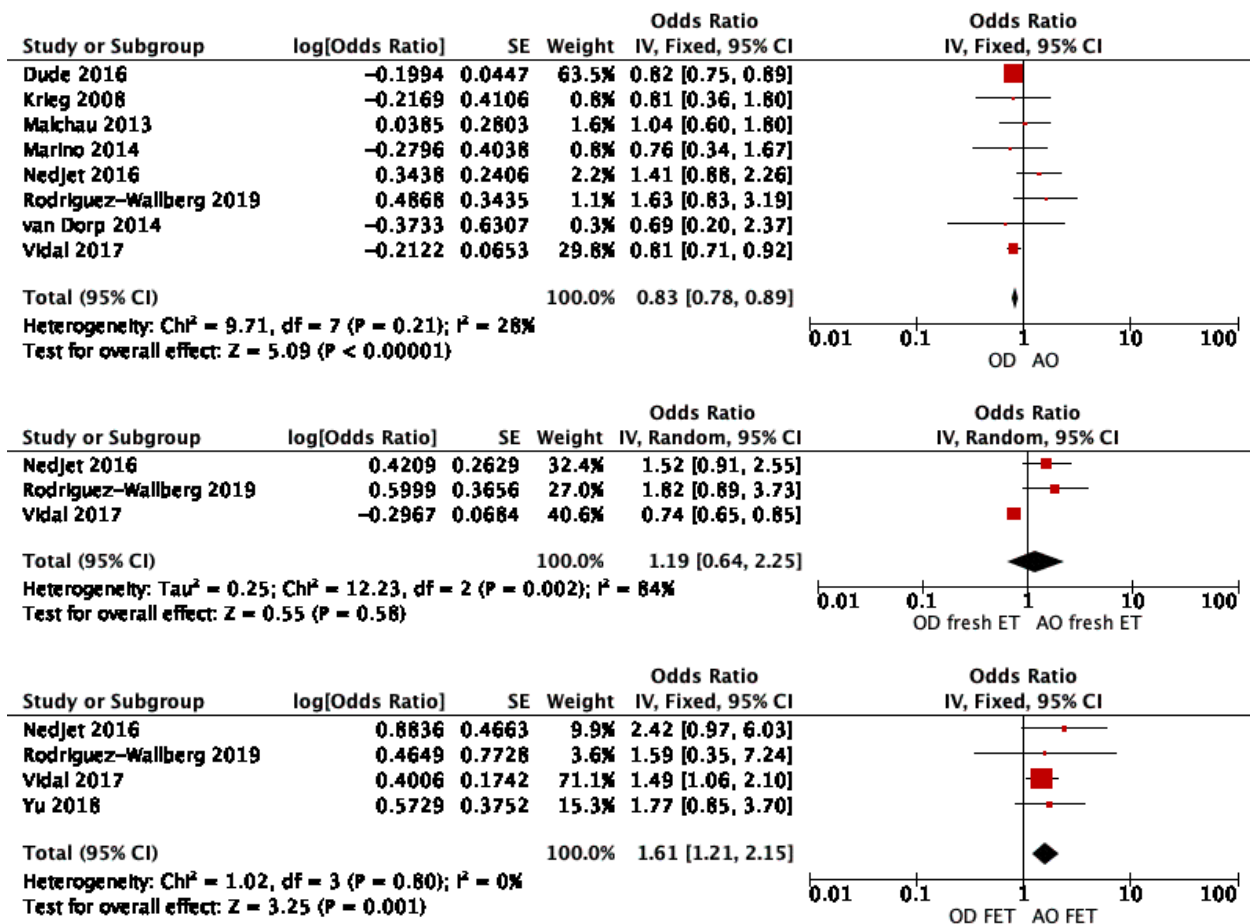 Odds Ratio Odds Ratio
Study or Subgroup log[Odds Ratio] SE Weight IV, Fixed, 95% CI IV, Fixed, 95% CI
Dude 2016 −0.1994 0.0447 63.5% 0.82 [0.75, 0.89]
Krieg 2008 −0.2169 0.4106 0.8% 0.81 [0.36, 1.80]
Malchau 2013 0.0385 0.2803 1.6% 1.04 [0.60, 1.80]
Marino 2014 −0.2796 0.4038 0.8% 0.76 [0.34, 1.67]
Nedjet 2016 0.3438 0.2406 2.2% 1.41 [0.88, 2.26]
Rodriguez–Wallberg 2019 0.4868 0.3435 1.1% 1.63 [0.83, 3.19]
van Dorp 2014 −0.3733 0.6307 0.3% 0.69 [0.20, 2.37]
Vidal 2017 −0.2122 0.0653 29.8% 0.81 [0.71, 0.92]
Total (95% CI) 100.0% 0.83 [0.78, 0.89]
Heterogeneity: Chi² = 9.71, df = 7 (P = 0.21); I² = 28%
Test for overall effect: Z = 5.09 (P < 0.00001)
0.01 0.1 1 10 100
OD AO
Odds Ratio Odds Ratio
Study or Subgroup log[Odds Ratio] SE Weight IV, Random, 95% CI IV, Random, 95% CI
Nedjet 2016 0.4209 0.2629 32.4% 1.52 [0.91, 2.55]
Rodriguez–Wallberg 2019 0.5999 0.3656 27.0% 1.82 [0.89, 3.73]
Vidal 2017 −0.2967 0.0684 40.6% 0.74 [0.65, 0.85]
Total (95% CI) 100.0% 1.19 [0.64, 2.25]
Heterogeneity: Tau² = 0.25; Chi² = 12.23, df = 2 (P = 0.002); I² = 84%
Test for overall effect: Z = 0.55 (P = 0.58)
0.01 0.1 1 10 100
OD fresh ET AO fresh ET
Odds Ratio Odds Ratio
Study or Subgroup log[Odds Ratio] SE Weight IV, Fixed, 95% CI IV, Fixed, 95% CI
Nedjet 2016 0.8836 0.4663 9.9% 2.42 [0.97, 6.03]
Rodriguez–Wallberg 2019 0.4649 0.7728 3.6% 1.59 [0.35, 7.24]
Vidal 2017 0.4006 0.1742 71.1% 1.49 [1.06, 2.10]
Yu 2018 0.5729 0.3752 15.3% 1.77 [0.85, 3.70]
Total (95% CI) 100.0% 1.61 [1.21, 2.15]
Heterogeneity: Chi² = 1.02, df = 3 (P = 0.80); I² = 0%
Test for overall effect: Z = 3.25 (P = 0.001)
0.01 0.1 1 10 100
OD FET AO FET